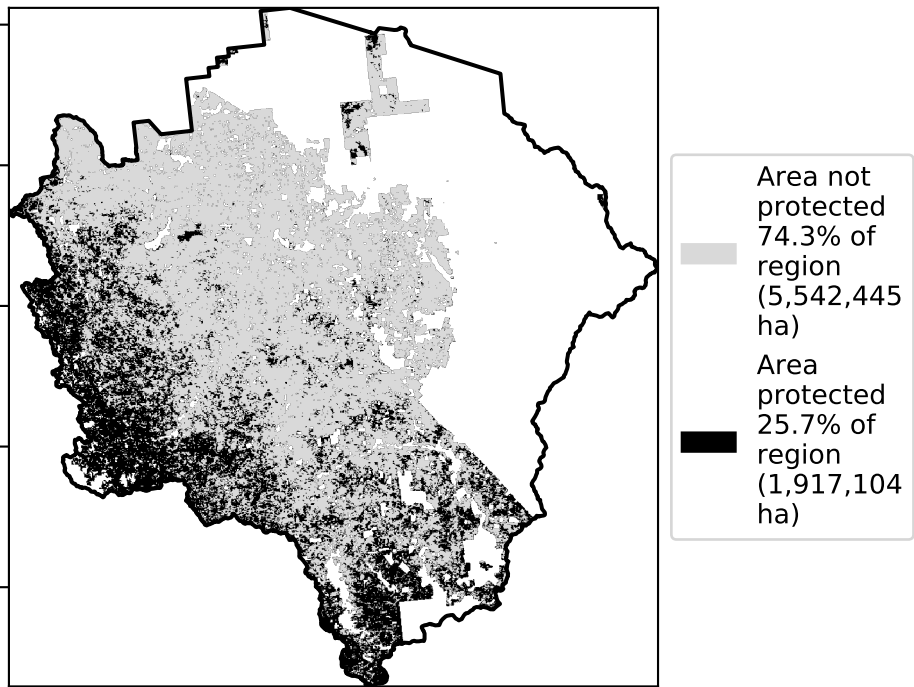 Area not
protected
74.3% of
region
(5,542,445
ha)
Area
protected
25.7% of
region
(1,917,104
ha)